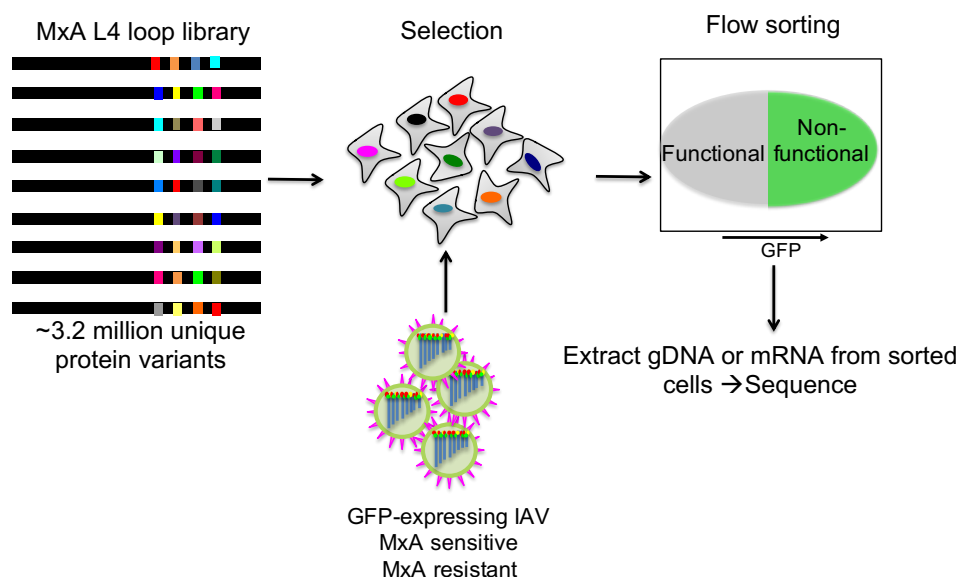 MxA L4 loop library
Selection
Flow sorting
Functional
Non-
functional
GFP
~3.2 million unique
protein variants
Extract gDNA or mRNA from sorted
cells →Sequence
GFP-expressing IAV
MxA sensitive
MxA resistant